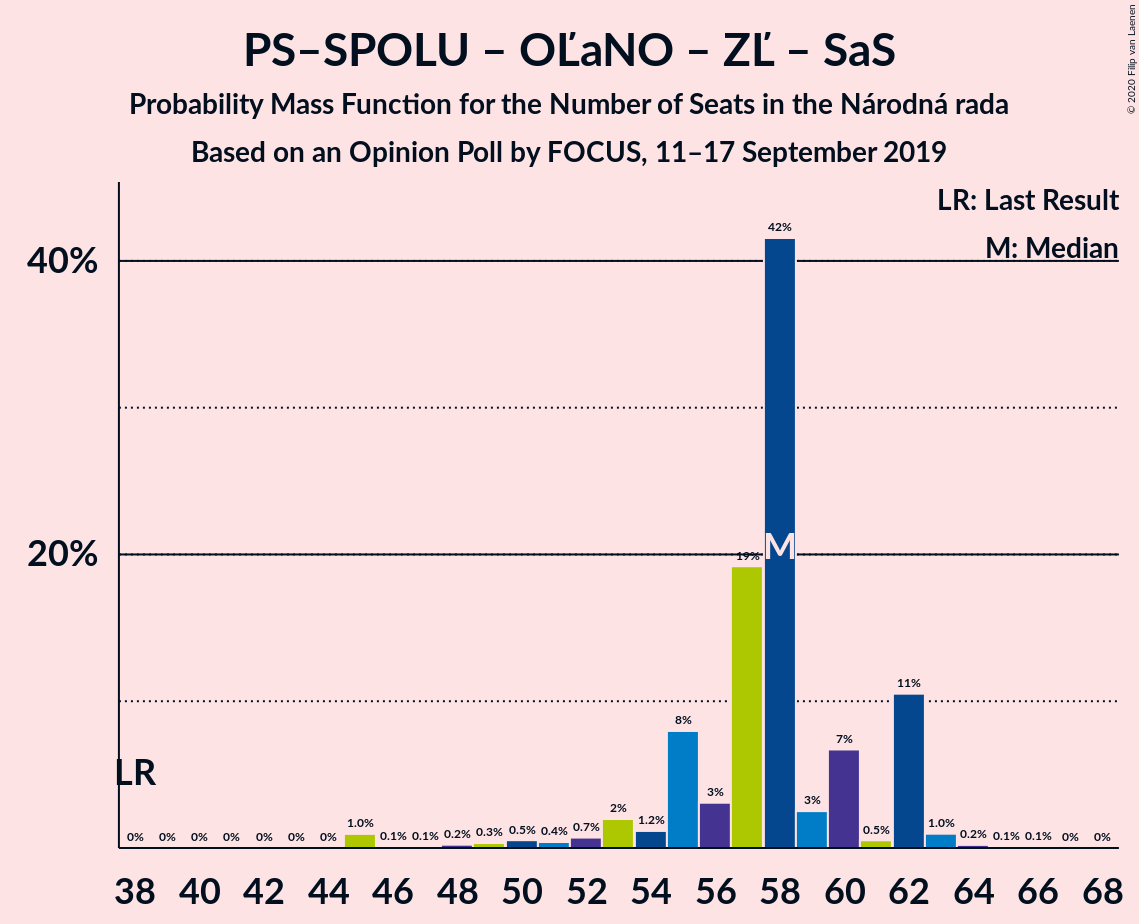 PS–SPOLU – OĽaNO – ZĽ – SaS
Probability Mass Function for the Number of Seats in the Národná rada
Based on an Opinion Poll by FOCUS, 11–17 September 2019
© 2020 Filip van Laenen
LR: Last Result
M: Median
40%
20%
42%
19%
M
11%
8%
7%
LR
0% 0% 0% 0% 0% 0% 0% 1.0% 0.1% 0.1% 0.2% 0.3% 0.5% 0.4% 0.7% 2% 1.2% 3% 3% 0.5% 1.0% 0.2% 0.1% 0.1% 0% 0%
38 40 42 44 46 48 50 52 54 56 58 60 62 64 66 68